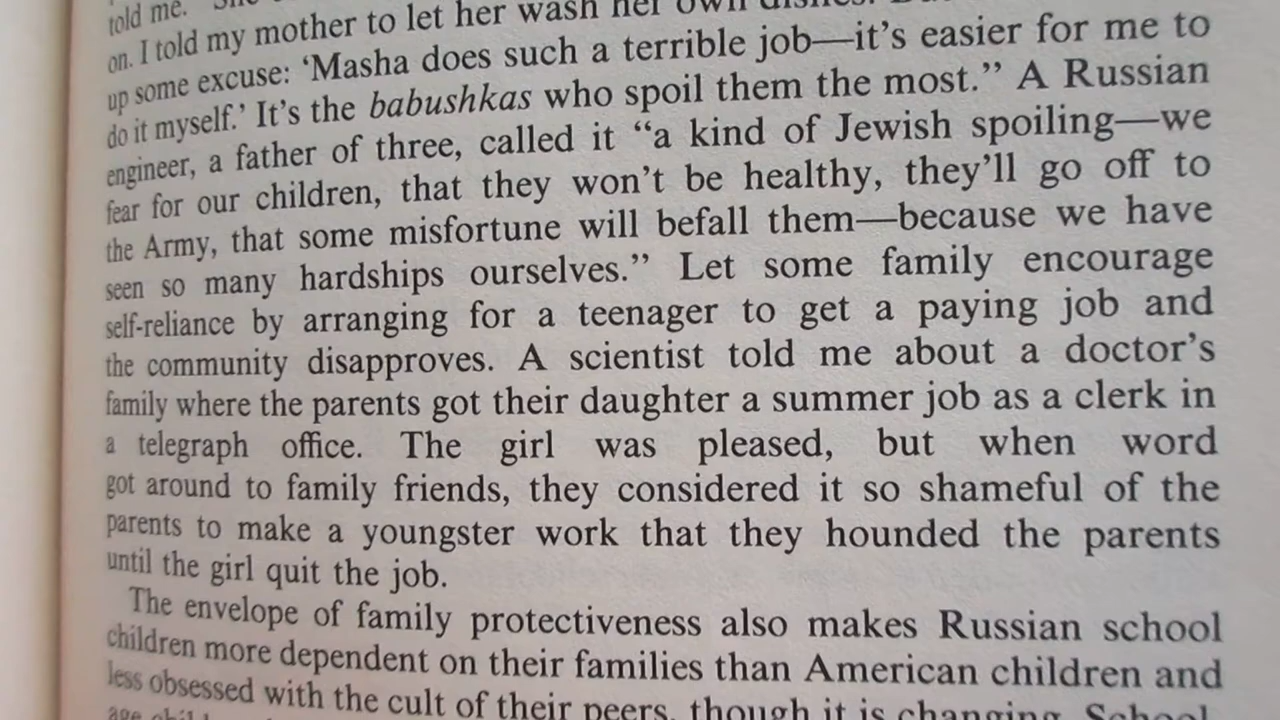 told me.
on. I told my mother to let her wash her own dishes.
up some excuse: ‘Masha does such a terrible job—it’s easier for me to
do it myself.’ It’s the babushkas who spoil them the most.” A Russian
engineer, a father of three, called it “a kind of Jewish spoiling—we
fear for our children, that they won’t be healthy, they’ll go off to
the Army, that some misfortune will befall them—because we have
seen so many hardships ourselves.” Let some family encourage
self-reliance by arranging for a teenager to get a paying job and
the community disapproves. A scientist told me about a doctor’s
family where the parents got their daughter a summer job as a clerk in
a telegraph office. The girl was pleased, but when word
got around to family friends, they considered it so shameful of the
parents to make a youngster work that they hounded the parents
until the girl quit the job.
The envelope of family protectiveness also makes Russian school
children more dependent on their families than American children and
less obsessed with the cult of their peers, though it is changing. School